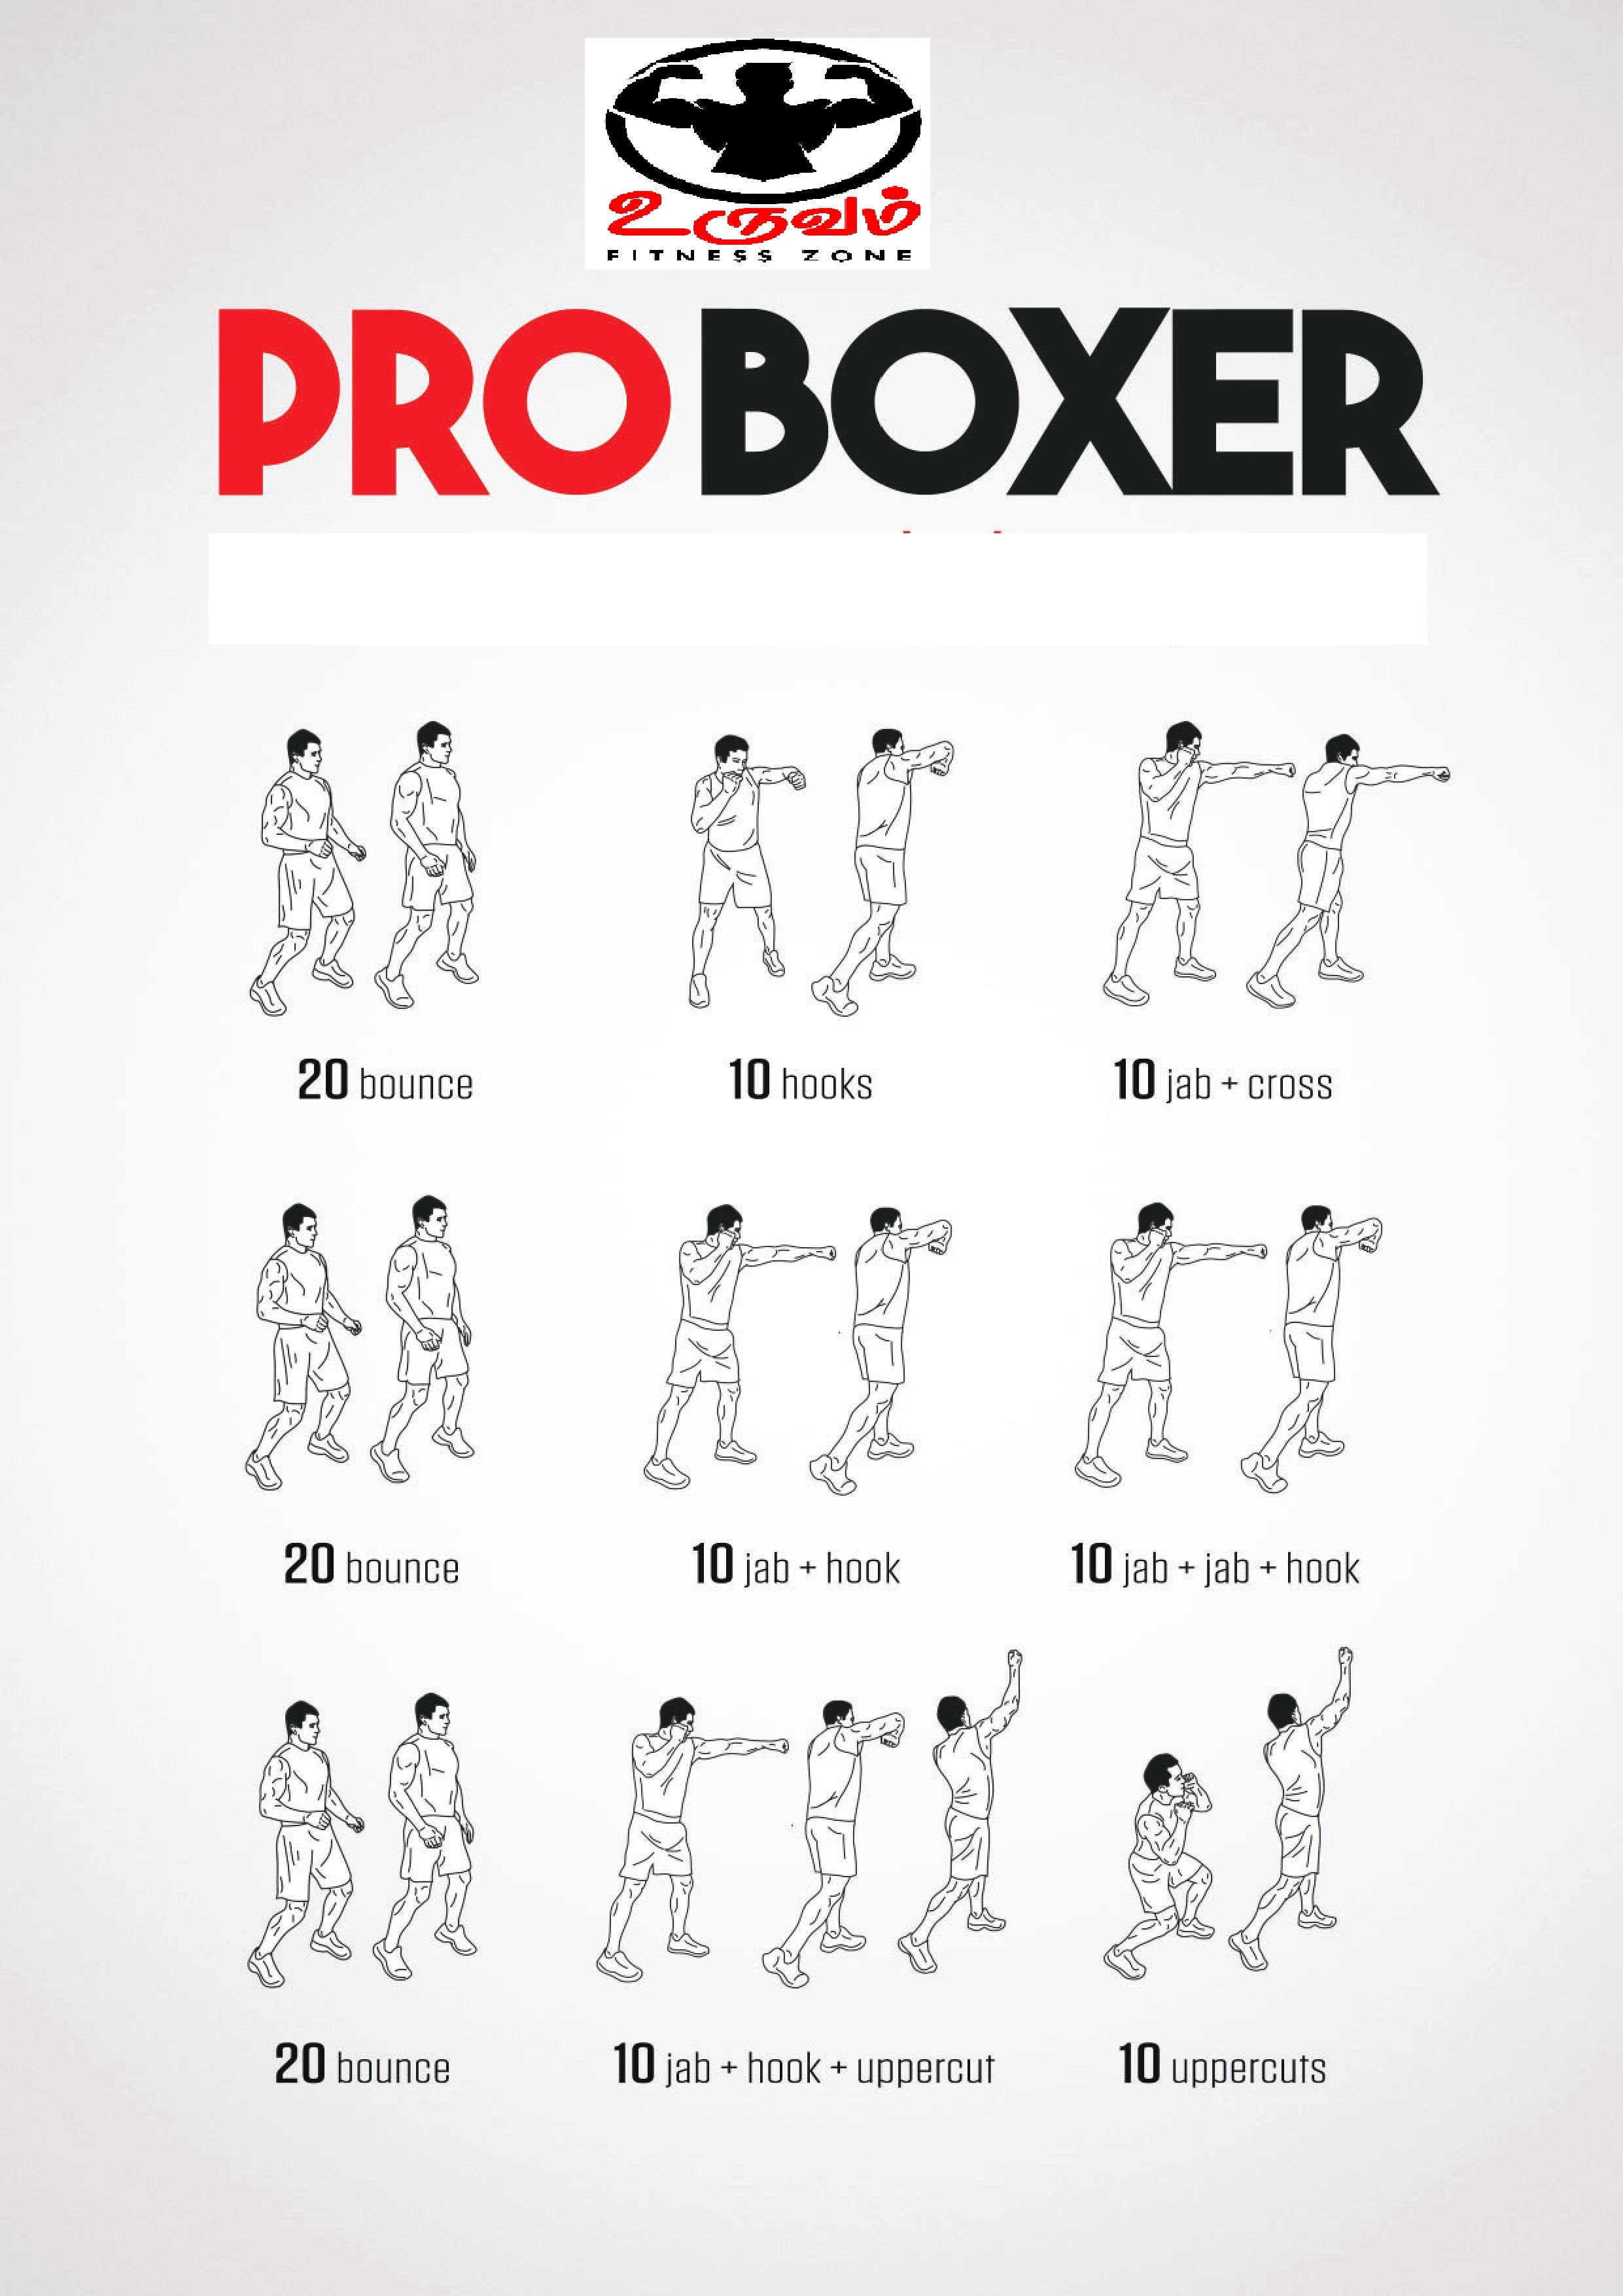 உருவம்
FITNESS ZONE
PRO BOXER
20 bounce
10 hooks
10 jab + cross
20 bounce
10 jab + hook
10 jab + jab + hook
20 bounce
10 jab + hook + uppercut
10 uppercuts